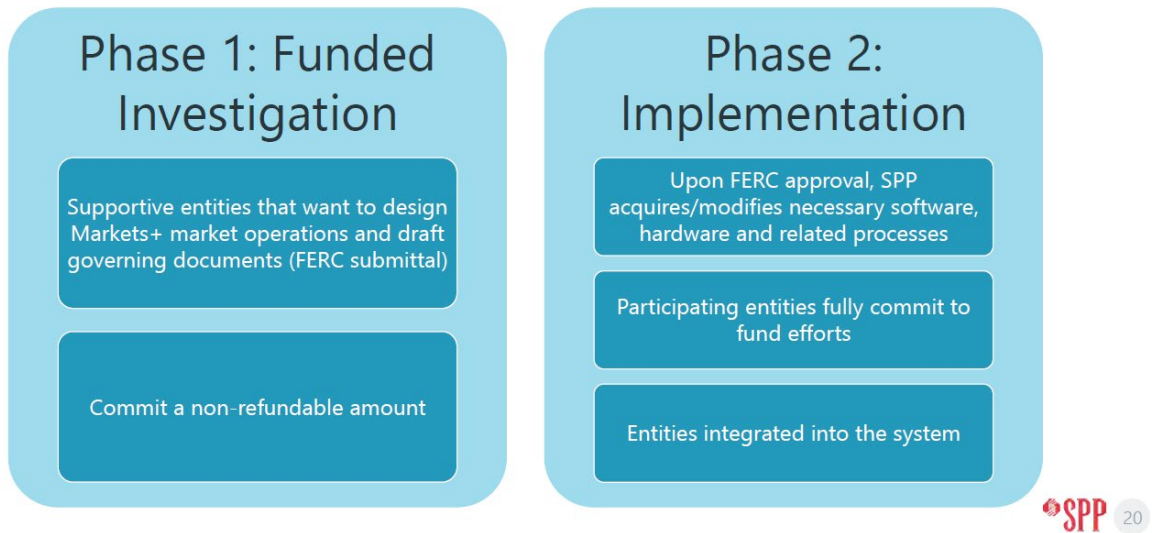 Phase 1: Funded
Investigation
Supportive entities that want to design
Markets+ market operations and draft
governing documents (FERC submittal)
Commit a non-refundable amount
Phase 2:
Implementation
Upon FERC approval, SPP
acquires/modifies necessary software,
hardware and related processes
Participating entities fully commit to
fund efforts
Entities integrated into the system
SPP
20